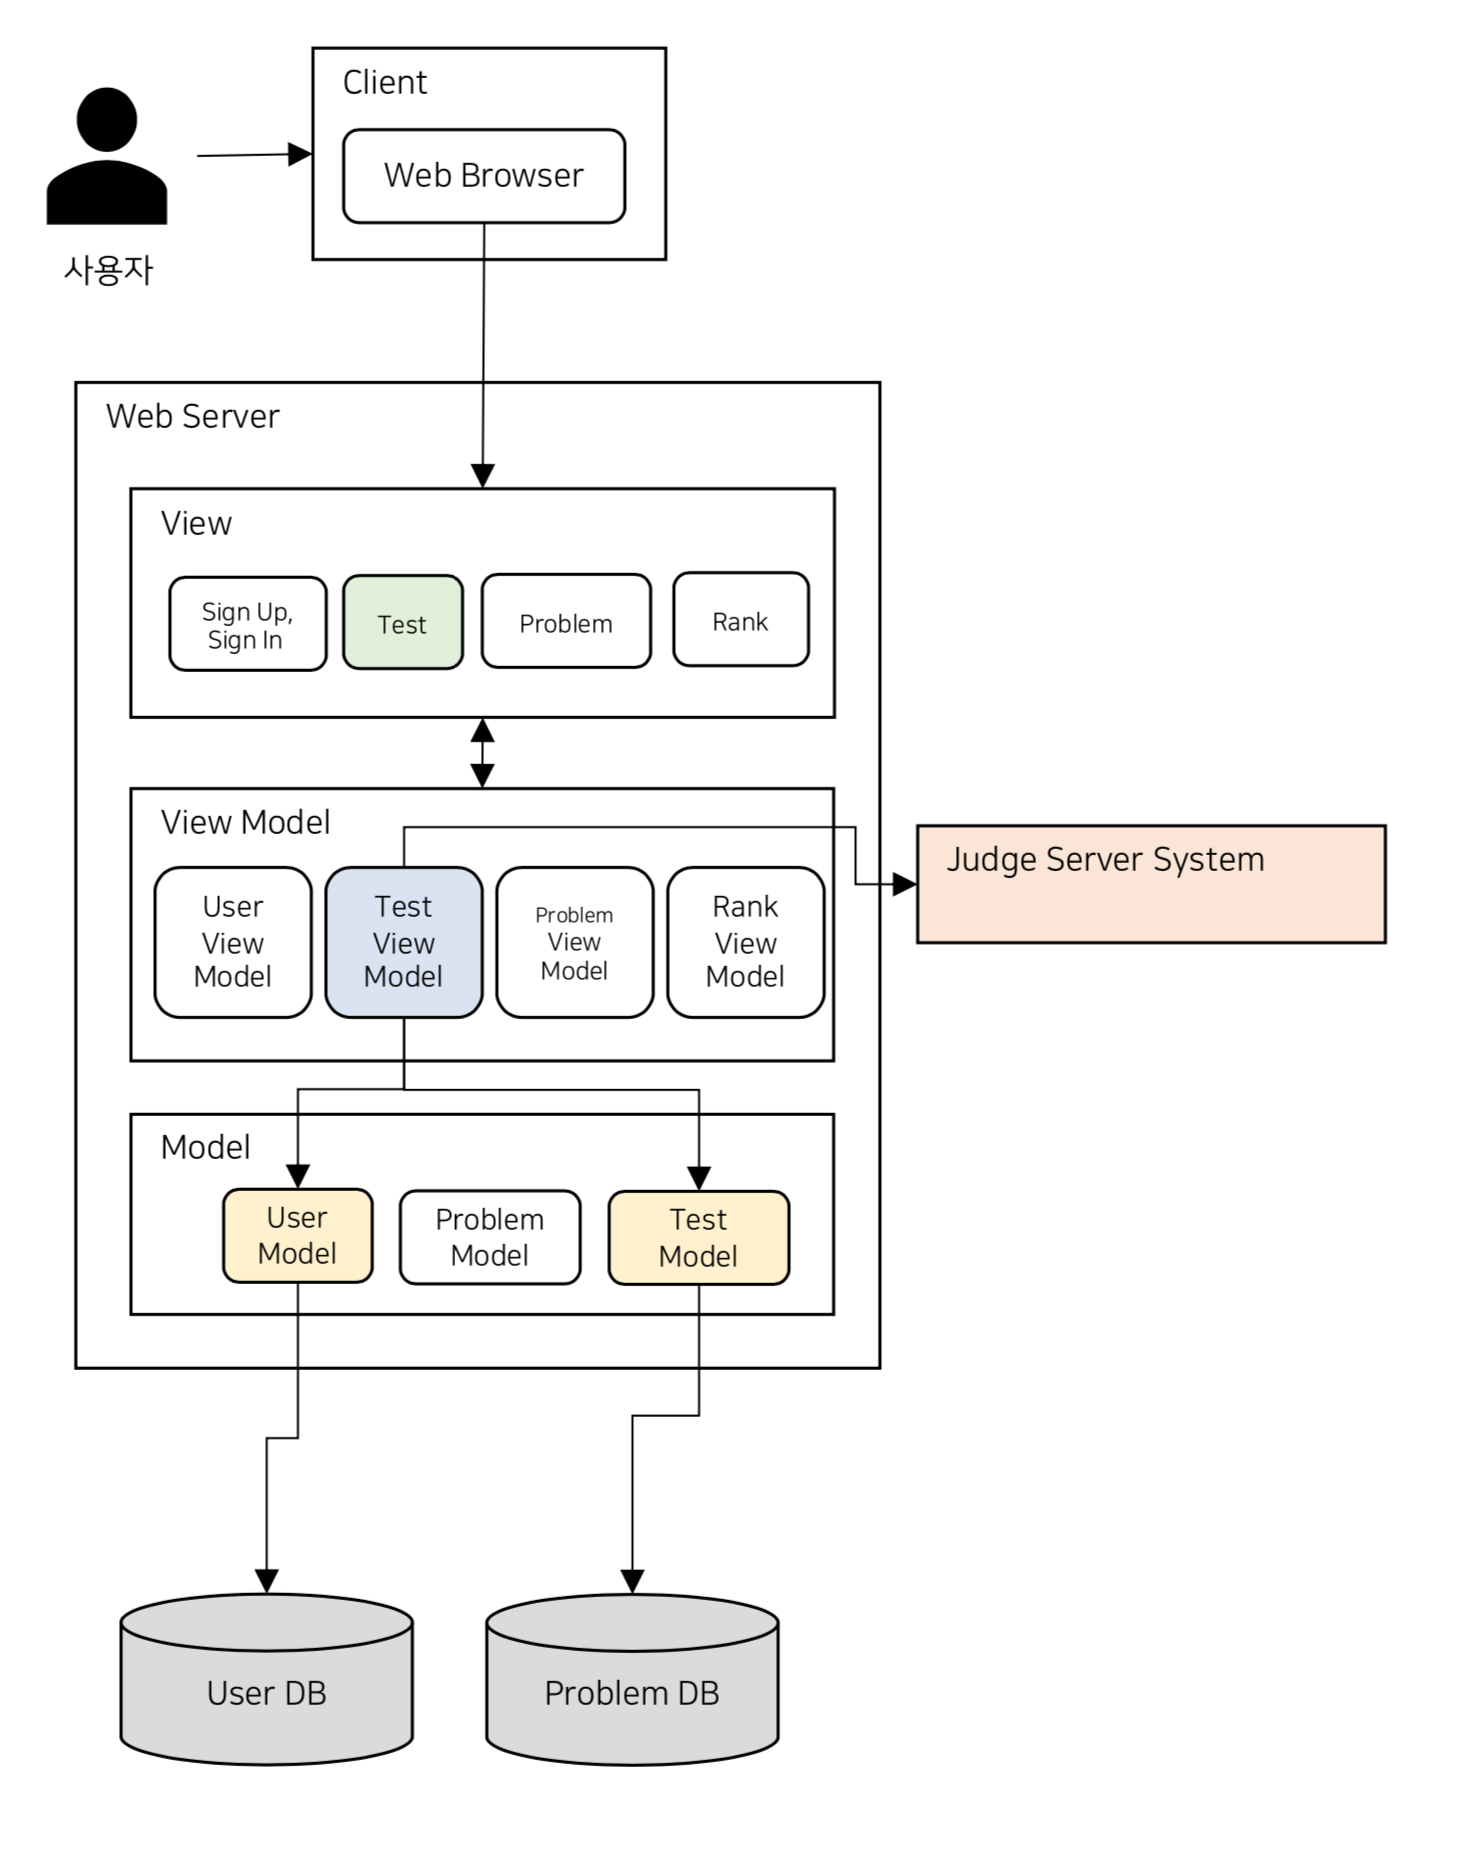 Client
Web Browser
사용자
Web Server
View
Sign Up,
Sign In
Test
Problem
Rank
View Model
User
View
Model
Test
View
Model
Problem
View
Model
Rank
View
Model
Judge Server System
Model
User
Model
Problem
Model
Test
Model
User DB
Problem DB